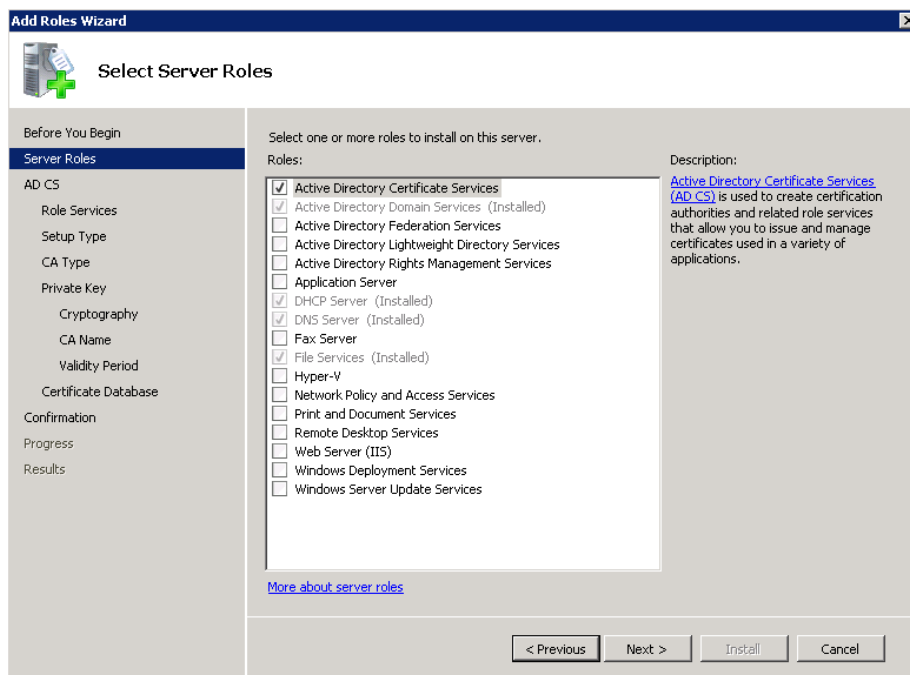 Add Roles Wizard
Select Server Roles
Before You Begin
Server Roles
AD CS
Role Services
Setup Type
CA Type
Private Key
Cryptography
CA Name
Validity Period
Certificate Database
Confirmation
Progress
Results
Select one or more roles to install on this server.
Roles:
Active Directory Certificate Services
Active Directory Domain Services (Installed)
Active Directory Federation Services
Active Directory Lightweight Directory Services
Active Directory Rights Management Services
Application Server
DHCP Server (Installed)
DNS Server (Installed)
Fax Server
File Services (Installed)
Hyper-V
Network Policy and Access Services
Print and Document Services
Remote Desktop Services
Web Server (IIS)
Windows Deployment Services
Windows Server Update Services
More about server roles
Description:
Active Directory Certificate Services
(AD CS) is used to create certification
authorities and related role services
that allow you to issue and manage
certificates used in a variety of
applications.
< Previous
Next >
Install
Cancel